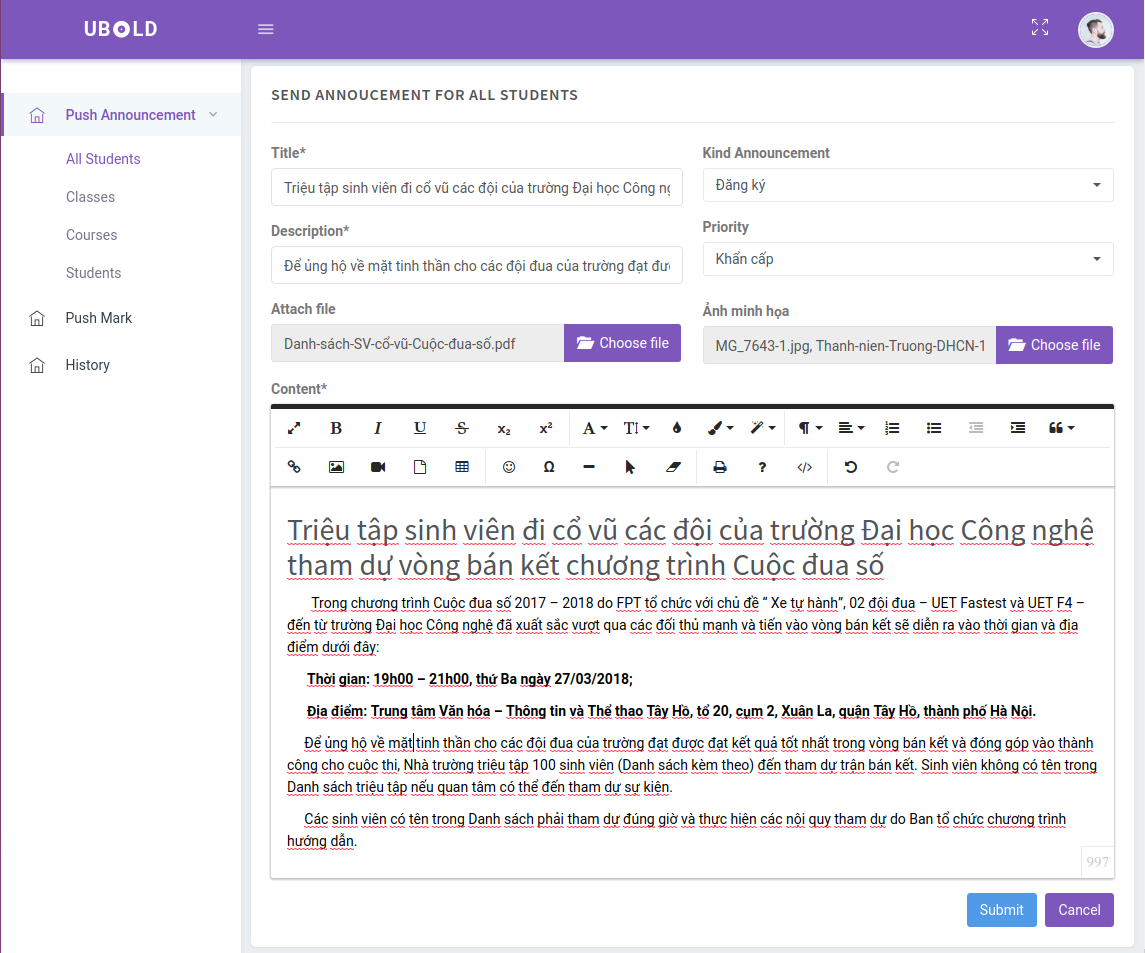 UBOLD
Push Announcement
All Students
Classes
Courses
Students
Push Mark
History
SEND ANNOUCEMENT FOR ALL STUDENTS
Title*
Triệu tập sinh viên đi cổ vũ các đội của trường Đại học Công ng
Kind Announcement
Đăng ký
Description*
Để ủng hộ về mặt tinh thần cho các đội đua của trường đạt đư
Priority
Khẩn cấp
Attach file
Danh-sách-SV-cổ-vũ-Cuộc-đua-số.pdf
Choose file
Ảnh minh họa
MG_7643-1.jpg, Thanh-nien-Truong-DHCN-1
Choose file
Content*
Triệu tập sinh viên đi cổ vũ các đội của trường Đại học Công nghệ
tham dự vòng bán kết chương trình Cuộc đua số
Trong chương trình Cuộc đua số 2017 – 2018 do FPT tổ chức với chủ đề “ Xe tự hành”, 02 đội đua – UET Fastest và UET F4 –
đến từ trường Đại học Công nghệ đã xuất sắc vượt qua các đối thủ mạnh và tiến vào vòng bán kết sẽ diễn ra vào thời gian và địa
điểm dưới đây:
Thời gian: 19h00 – 21h00, thứ Ba ngày 27/03/2018;
Địa điểm: Trung tâm Văn hóa – Thông tin và Thể thao Tây Hồ, tổ 20, cụm 2, Xuân La, quận Tây Hồ, thành phố Hà Nội.
Để ủng hộ về mặt tinh thần cho các đội đua của trường đạt được đạt kết quả tốt nhất trong vòng bán kết và đóng góp vào thành
công cho cuộc thi, Nhà trường triệu tập 100 sinh viên (Danh sách kèm theo) đến tham dự trận bán kết. Sinh viên không có tên trong
Danh sách triệu tập nếu quan tâm có thể đến tham dự sự kiện.
Các sinh viên có tên trong Danh sách phải tham dự đúng giờ và thực hiện các nội quy tham dự do Ban tổ chức chương trình
hướng dẫn.
997
Submit
Cancel